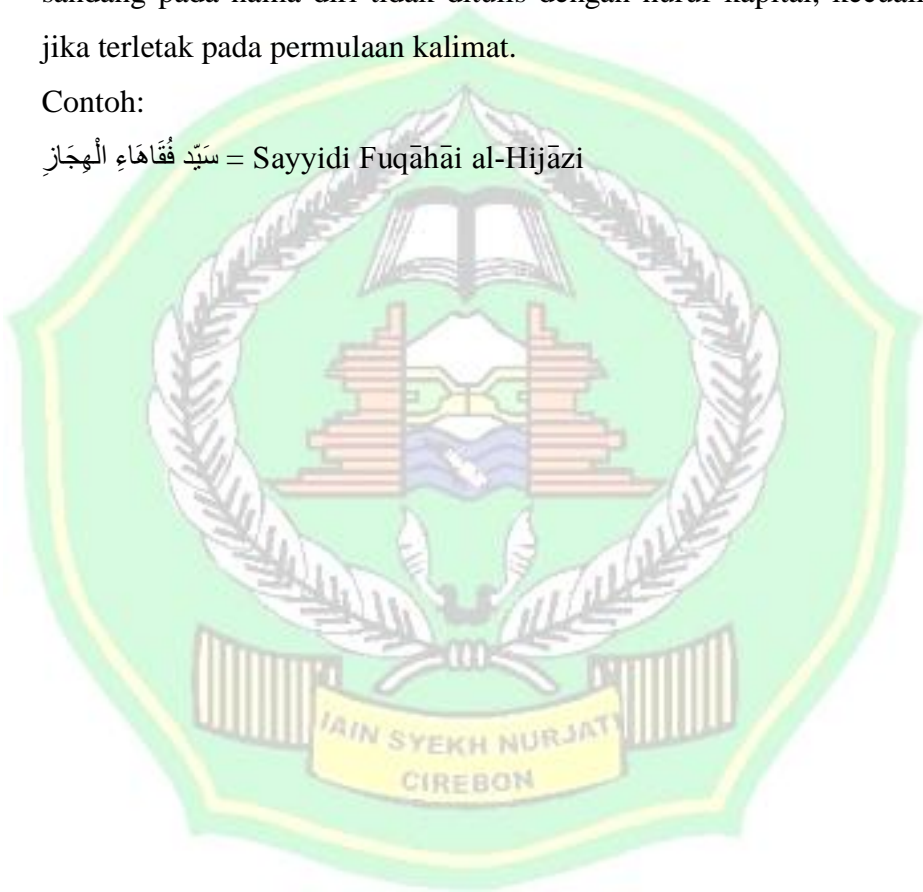 sandang pada nama diri tidak ditulis dengan huruf kapital,
jika terletak pada permulaan kalimat.
Contoh:
سَيّد فُقَاهَاءِ الْهِجَازِ = Sayyidi Fuqāhāi al-Hijāzi
IAIN SYEKH NURJATI
CIREBON